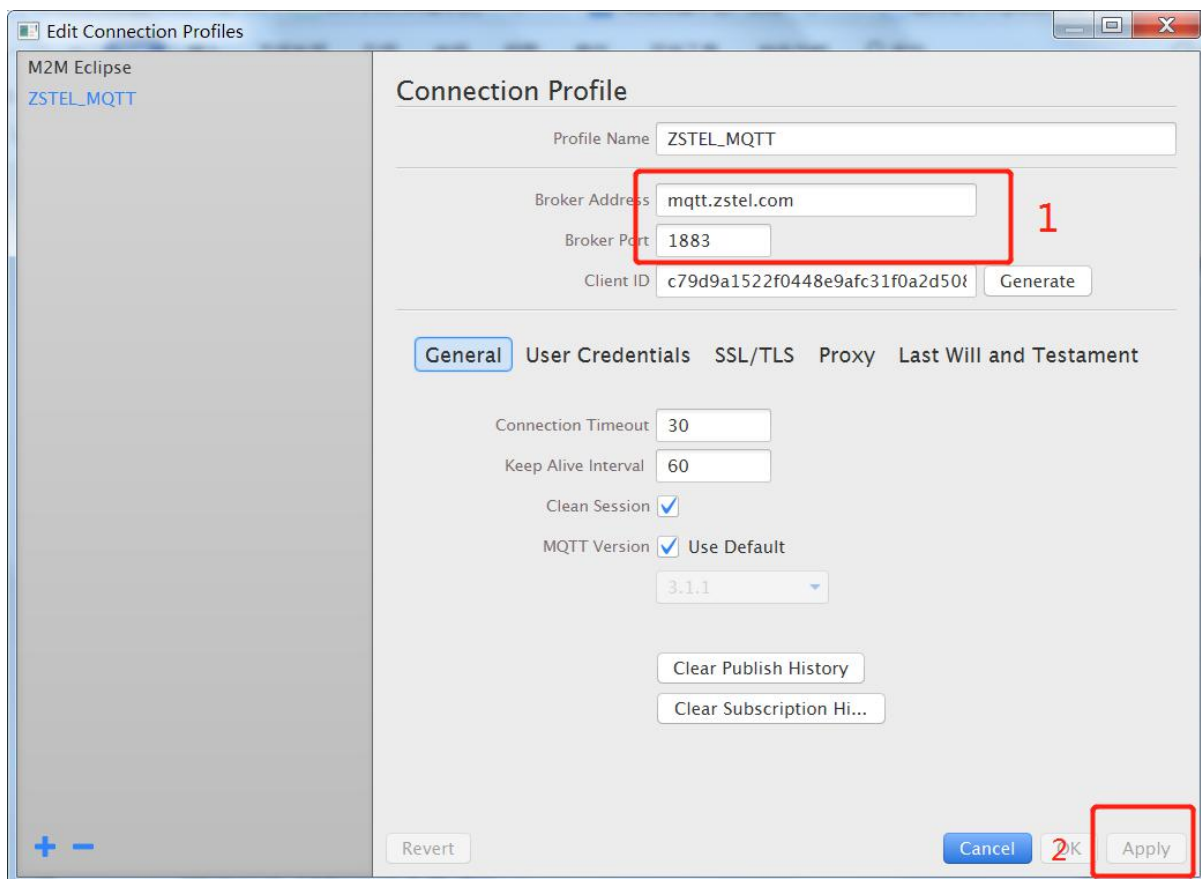 Edit Connection Profiles
M2M Eclipse
ZSTEL_MQTT
Connection Profile
Profile Name ZSTEL_MQTT
Broker Address mqtt.zstel.com
1
Broker Port 1883
Client ID c79d9a1522f0448e9afc31f0a2d508 Generate
General User Credentials SSL/TLS Proxy Last Will and Testament
Connection Timeout 30
Keep Alive Interval 60
Clean Session
MQTT Version Use Default
3.1.1
Clear Publish History
Clear Subscription Hi...
Revert Cancel 2 OK Apply